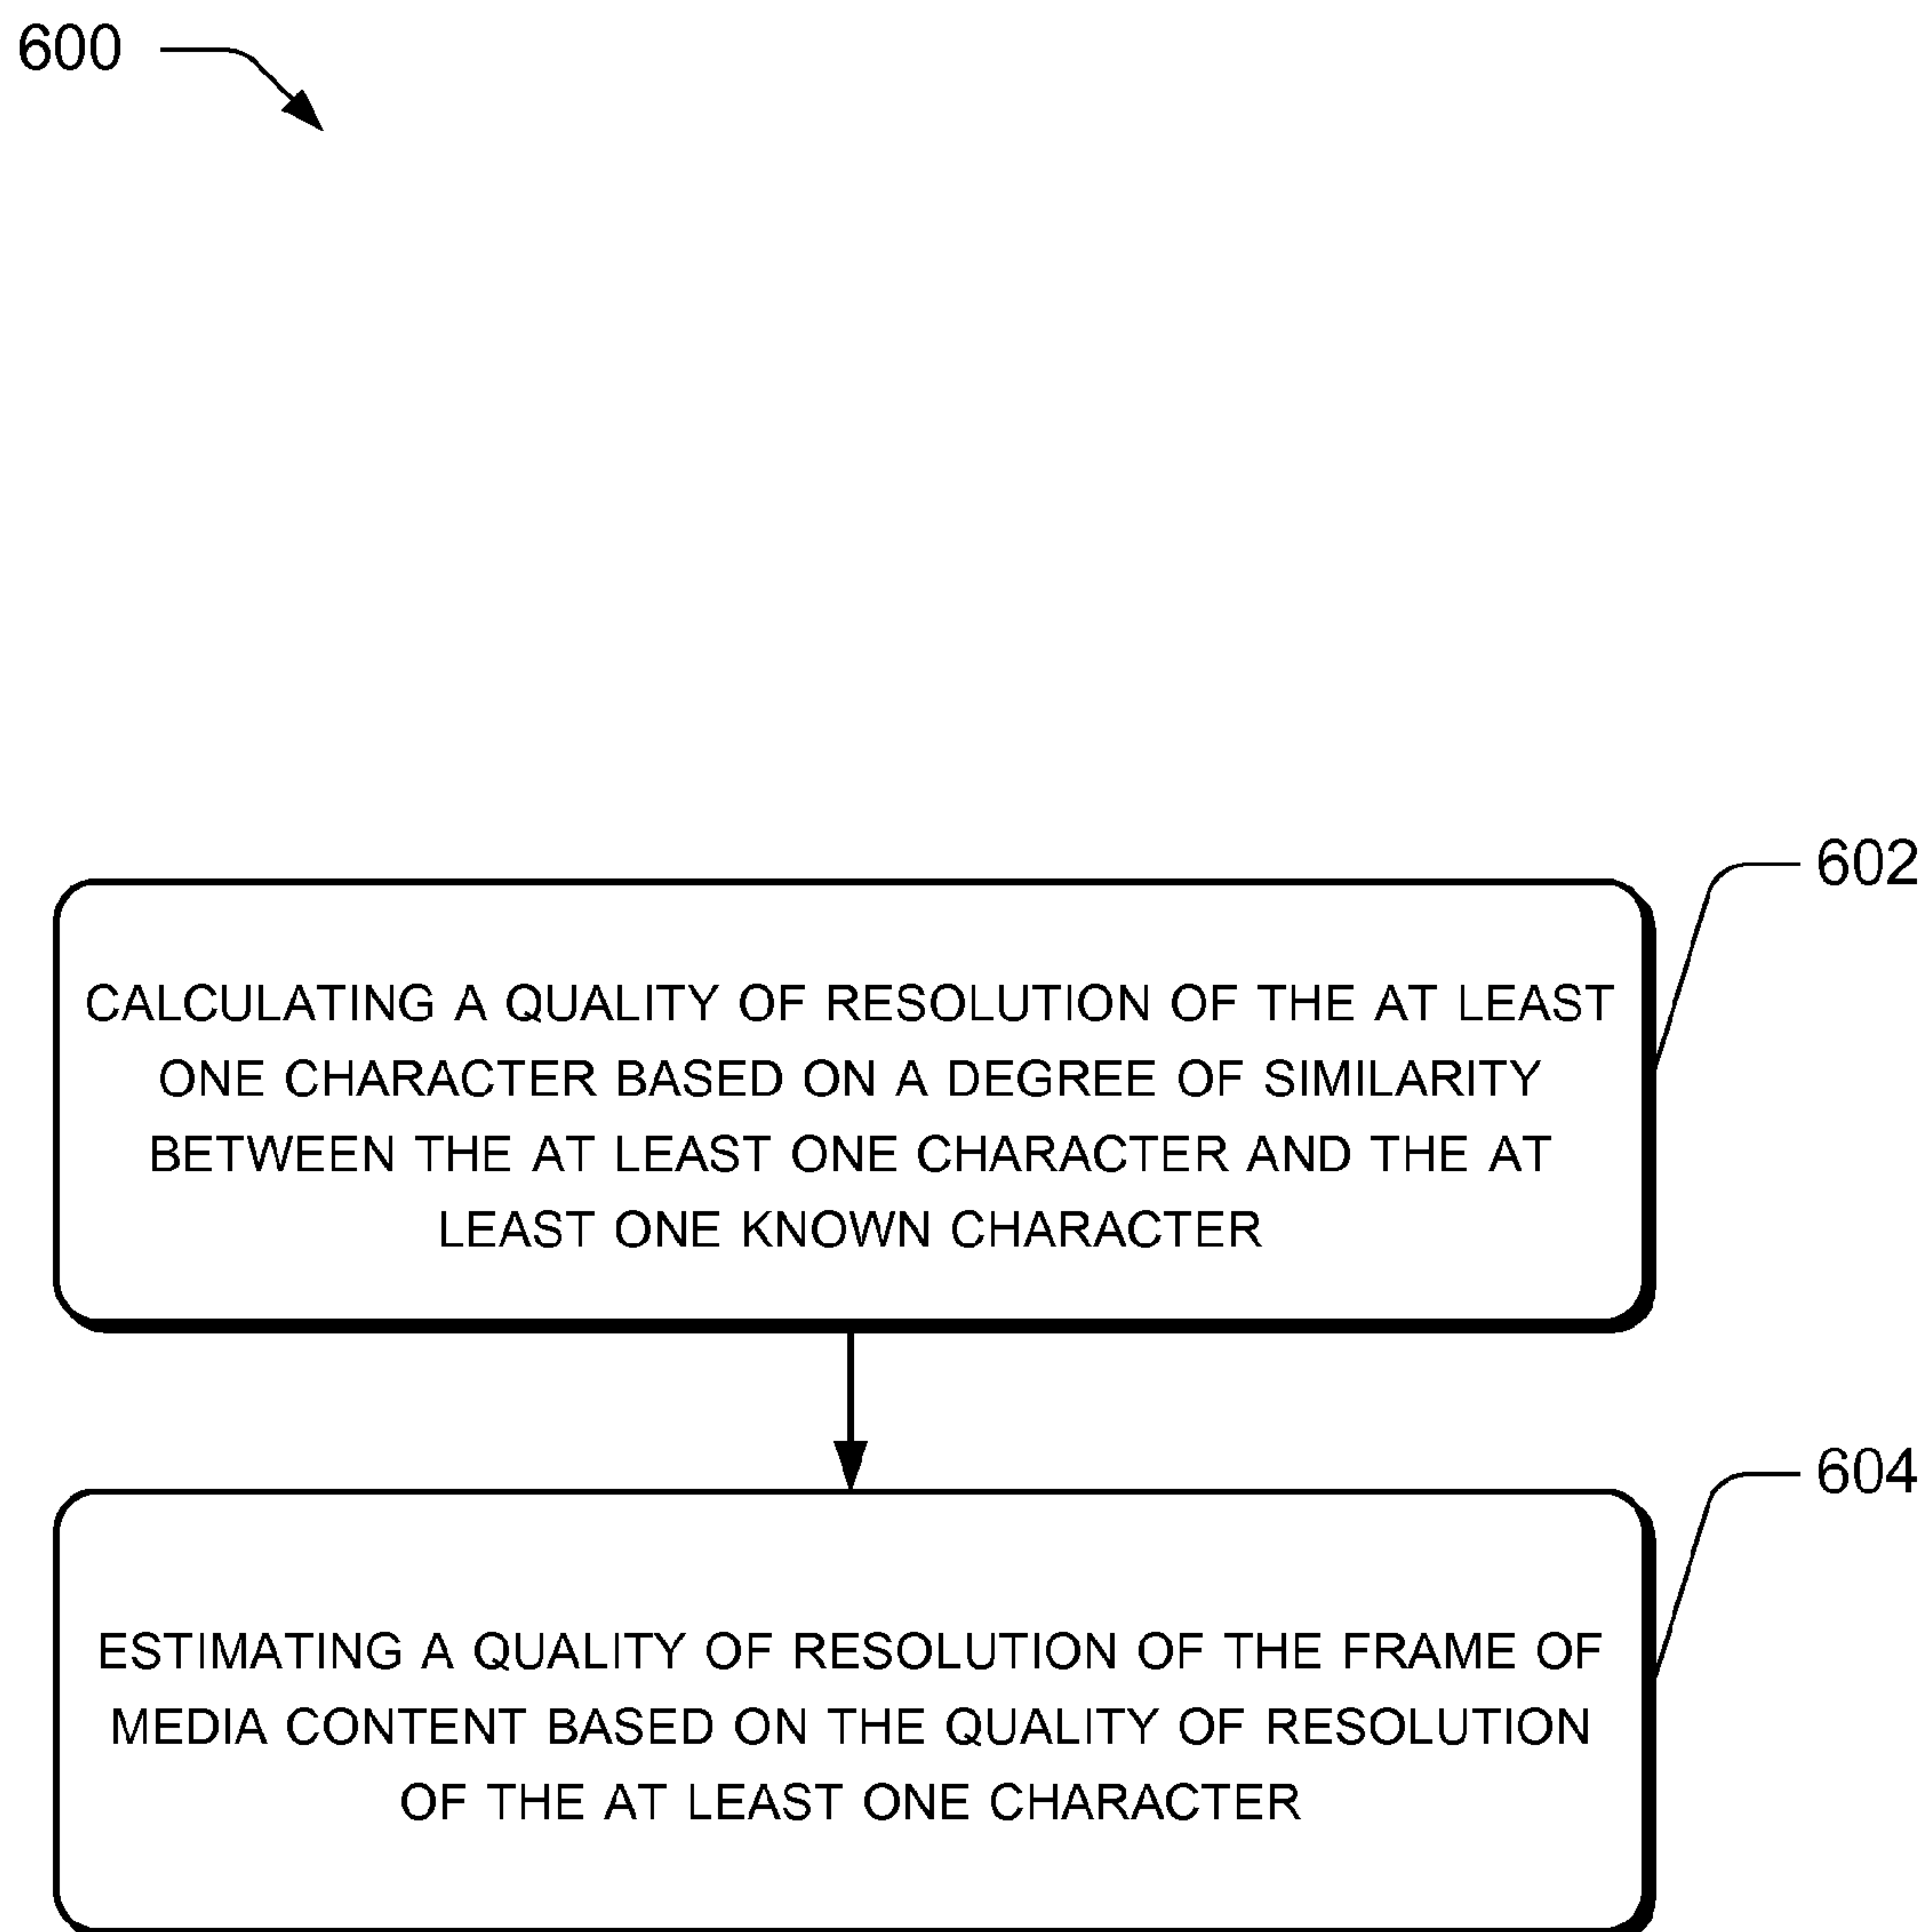 600
602
CALCULATING A QUALITY OF RESOLUTION OF THE AT LEAST
ONE CHARACTER BASED ON A DEGREE OF SIMILARITY
BETWEEN THE AT LEAST ONE CHARACTER AND THE AT
LEAST ONE KNOWN CHARACTER
604
ESTIMATING A QUALITY OF RESOLUTION OF THE FRAME OF
MEDIA CONTENT BASED ON THE QUALITY OF RESOLUTION
OF THE AT LEAST ONE CHARACTER